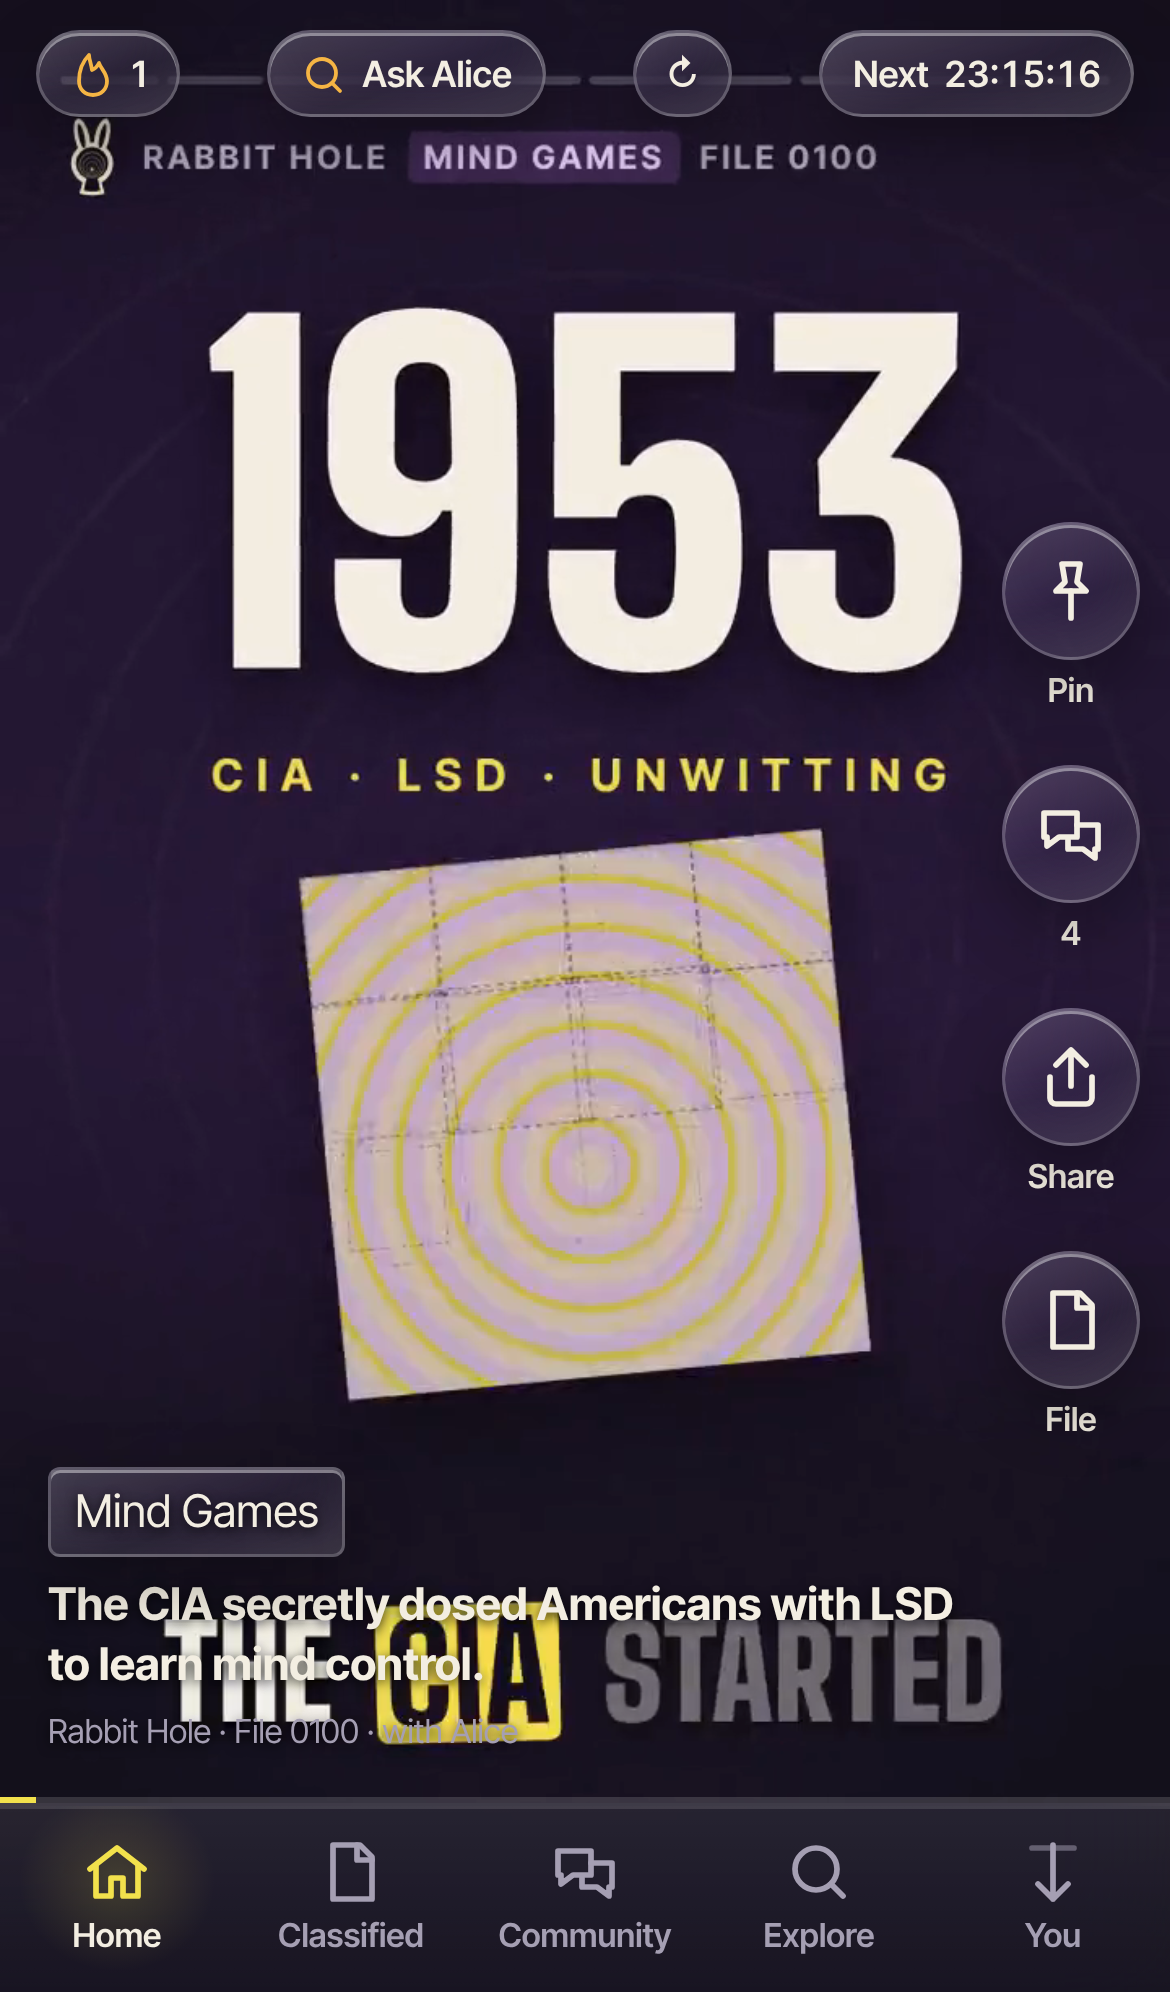 1 Ask Alice Next 23:15:16
RABBIT HOLE MIND GAMES FILE 0100
1953
CIA · LSD · UNWITTING
Pin
4
Share
File
Mind Games
The CIA secretly dosed Americans with LSD
to learn mind control.
THE CIA STARTED
Rabbit Hole · File 0100 · with Alice
Home Classified Community Explore You